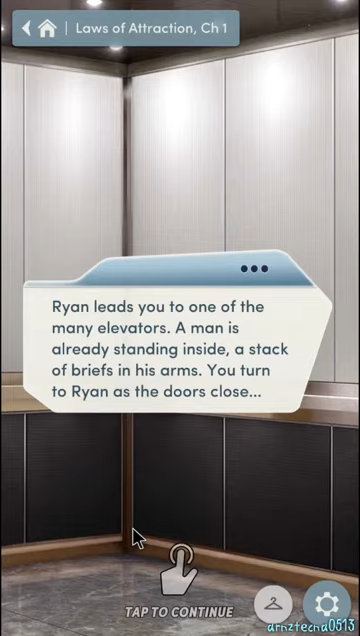 Laws of Attraction, Ch 1
Ryan leads you to one of the
many elevators. A man is
already standing inside, a stack
of briefs in his arms. You turn
to Ryan as the doors close...
TAP TO CONTINUE
arnztecha0513